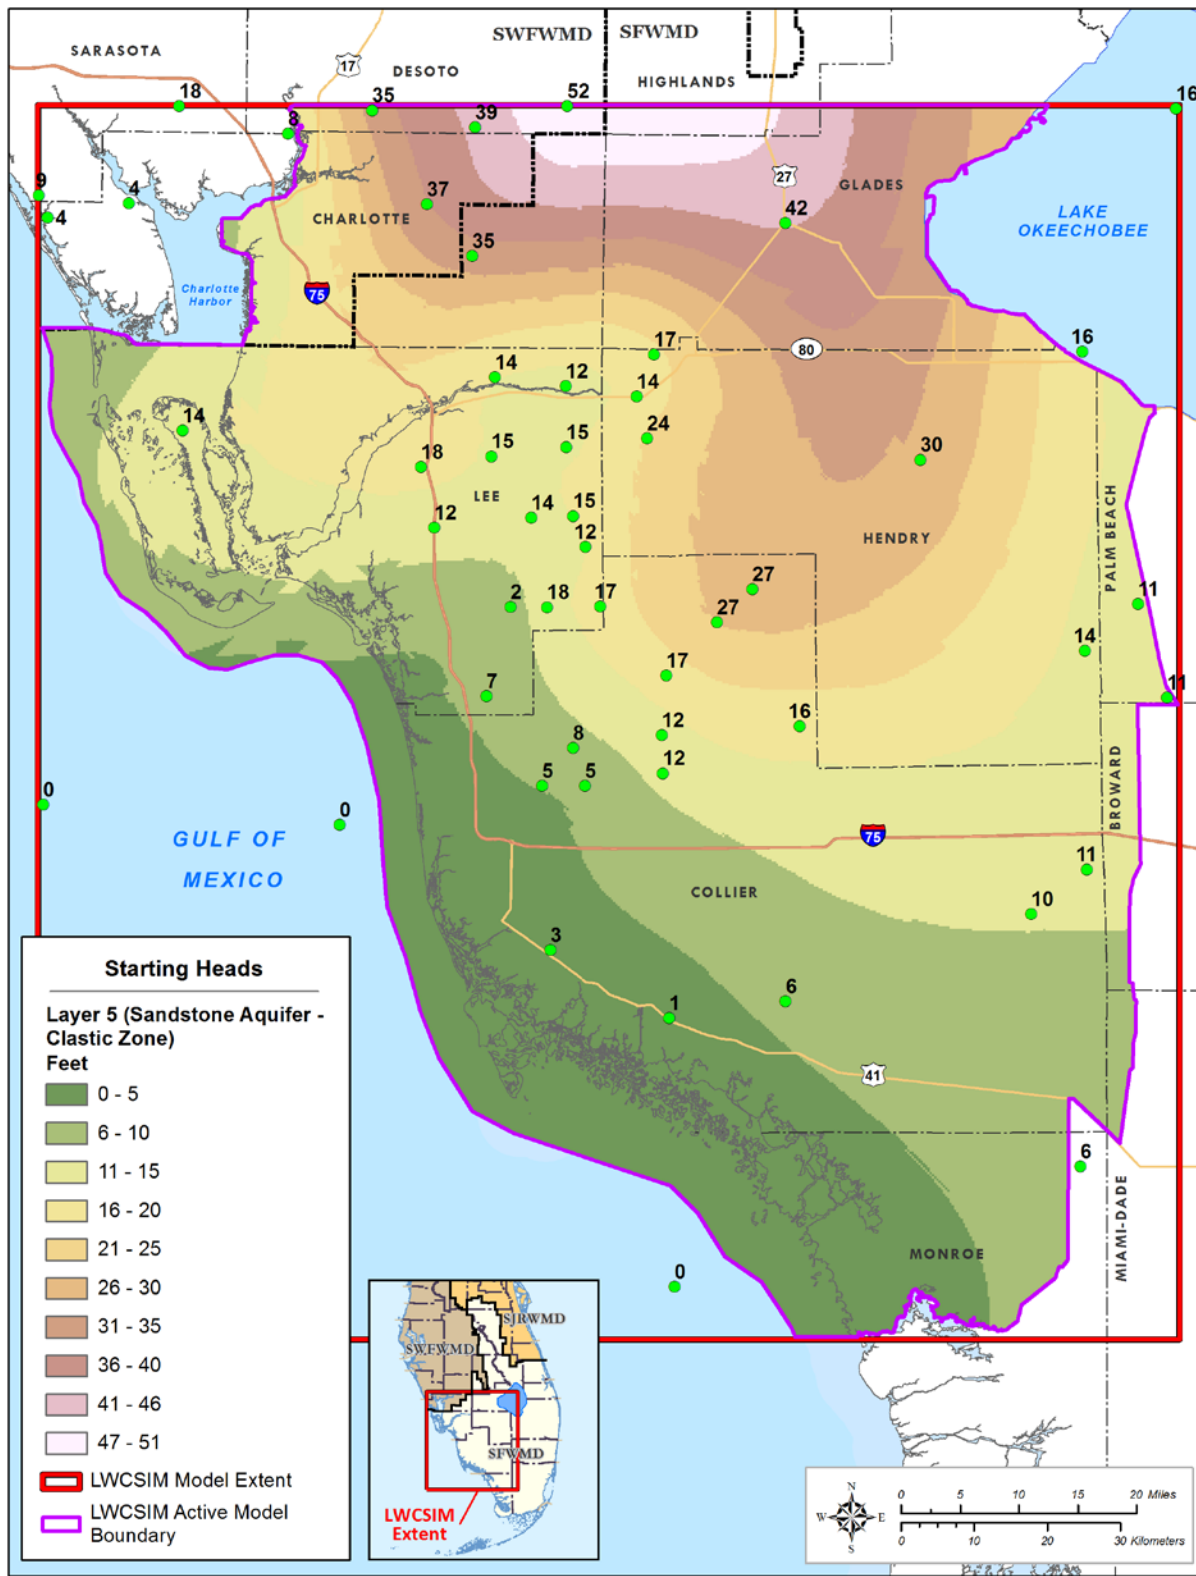 SWFWMD
SFWMD
SARASOTA
17
DESOTO
HIGHLANDS
18
35
52
16
8
39
27
9
4
4
37
GLADES
CHARLOTTE
42
LAKE
OKEECHOBEE
35
Charlotte
Harbor
75
17
80
16
14
12
14
14
24
15
15
30
18
LEE
14
15
12
12
HENDRY
PALM BEACH
27
2
18
17
27
11
14
17
7
11
16
12
8
12
5
5
0
0
BROWARD
GULF OF
MEXICO
75
11
COLLIER
10
3
6
1
41
6
MIAMI-DADE
MONROE
0
Starting Heads
Layer 5 (Sandstone Aquifer -
Clastic Zone)
Feet
0 - 5
6 - 10
11 - 15
16 - 20
21 - 25
26 - 30
31 - 35
36 - 40
41 - 46
47 - 51
LWCSIM Model Extent
LWCSIM Active Model
Boundary
SJRWMD
SWFWMD
SFWMD
LWCSIM
Extent
N
W E
S
0 5 10 15 20 Miles
0 10 20 30 Kilometers